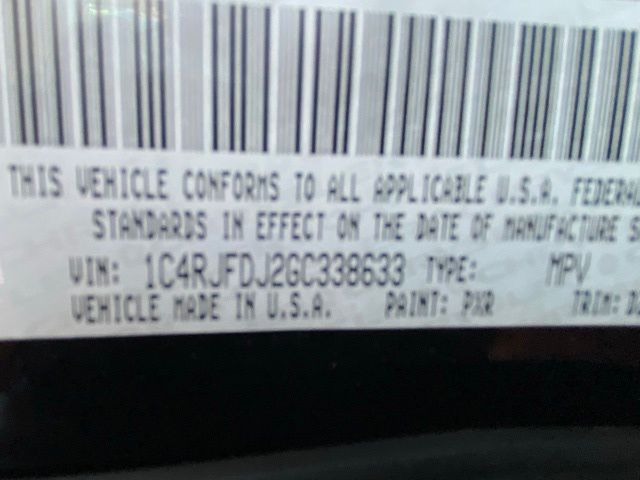 THIS VEHICLE CONFORMS TO ALL APPLICABLE U.S.A. FEDERAL
STANDARDS IN EFFECT ON THE DATE OF MANUFACTURE S
VIN: 1C4RJFDJ2GC338633 TYPE: MPV
VEHICLE MADE IN U.S.A. PAINT: PXR TRIM: